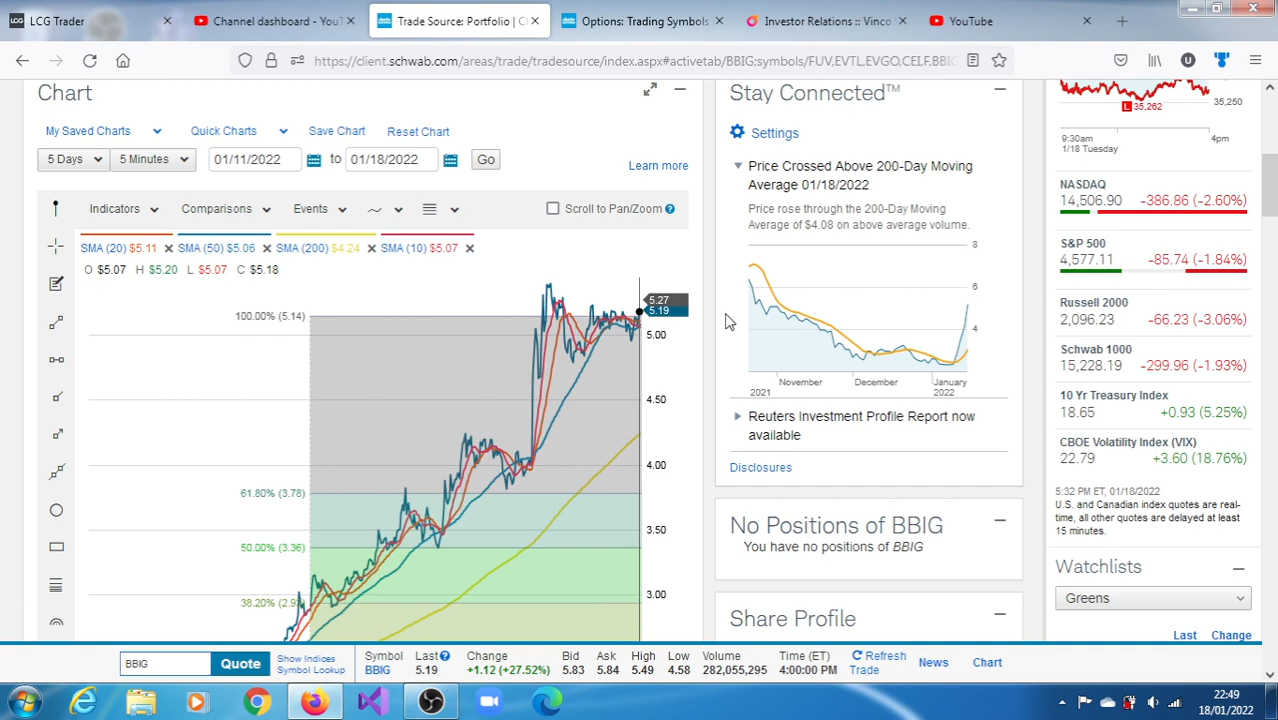 LCG Trader
Channel dashboard - YouT
Trade Source: Portfolio | Cl
Options: Trading Symbols
Investor Relations :: Vinco
YouTube
https://client.schwab.com/areas/trade/tradesource/index.aspx#activetab/BBIG;symbols/FUV,EVTL,EVGO,CEI,F,BBIG
Chart
My Saved Charts
Quick Charts
Save Chart
Reset Chart
5 Days
5 Minutes
01/11/2022
to
01/18/2022
Go
Learn more
Indicators
Comparisons
Events
Scroll to Pan/Zoom
SMA (20) $5.11
SMA (50) $5.06
SMA (200) $4.24
SMA (10) $5.07
O $5.07 H $5.20 L $5.07 C $5.18
5.27
5.19
100.00% (5.14)
5.00
4.50
4.00
61.80% (3.78)
3.50
50.00% (3.36)
3.00
Stay Connected™
Settings
Price Crossed Above 200-Day Moving
Average 01/18/2022
Price rose through the 200-Day Moving
Average of $4.08 on above average volume.
8
6
4
November
December
January
2021
2022
Reuters Investment Profile Report now
available
Disclosures
No Positions of BBIG
You have no positions of BBIG
Share Profile
L 35,262
35,250
9:30am
4pm
1/18 Tuesday
NASDAQ
14,506.90 -386.86 (-2.60%)
S&P 500
4,577.11 -85.74 (-1.84%)
Russell 2000
2,096.23 -66.23 (-3.06%)
Schwab 1000
15,228.19 -299.96 (-1.93%)
10 Yr Treasury Index
18.65 +0.93 (5.25%)
CBOE Volatility Index (VIX)
22.79 +3.60 (18.76%)
5:32 PM ET, 01/18/2022
U.S. and Canadian index quotes are real-
time, all other quotes are delayed at least
15 minutes.
Watchlists
Greens
Last Change
BBIG
Quote
Show Indices
Symbol Lookup
Symbol Last Change Bid Ask High Low Volume Time (ET)
BBIG 5.19 +1.12 (+27.52%) 5.83 5.84 5.49 4.58 282,055,295 4:00:00 PM
Refresh
Trade
News
Chart
22:49
18/01/2022